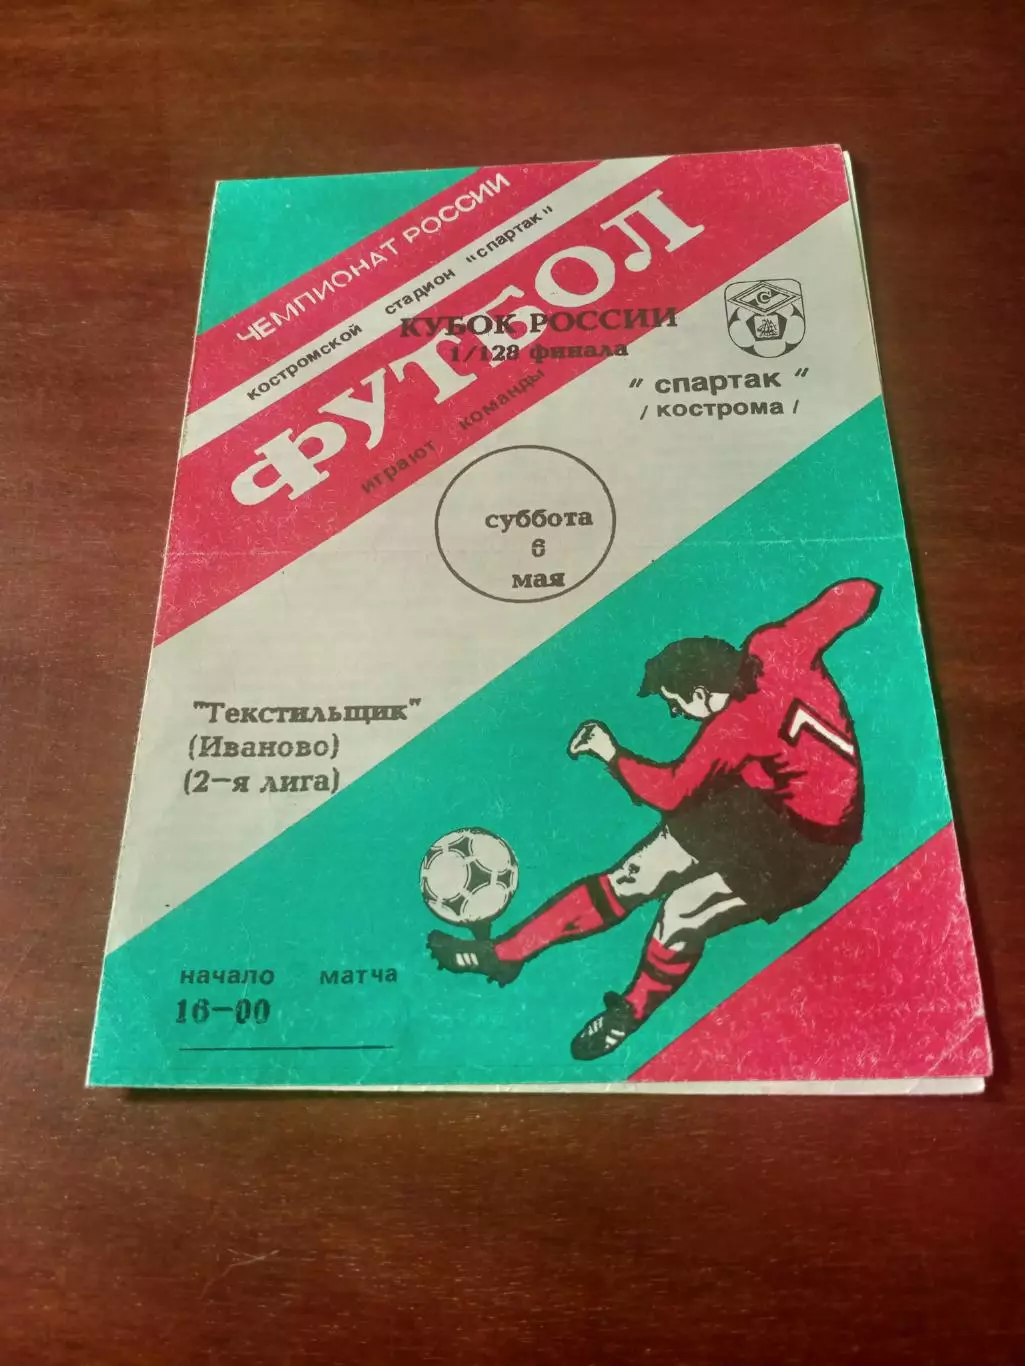 ЧЕМПИОНАТ РОССИИ
костромской стадион "спартак"
ФУТБОЛ
КУБОК РОССИИ
1/128 финала
играют команды
" спартак "
/ кострома /
суббота
6
мая
"Текстильщик"
(Иваново)
(2-я лига)
7
начало матча
16-00